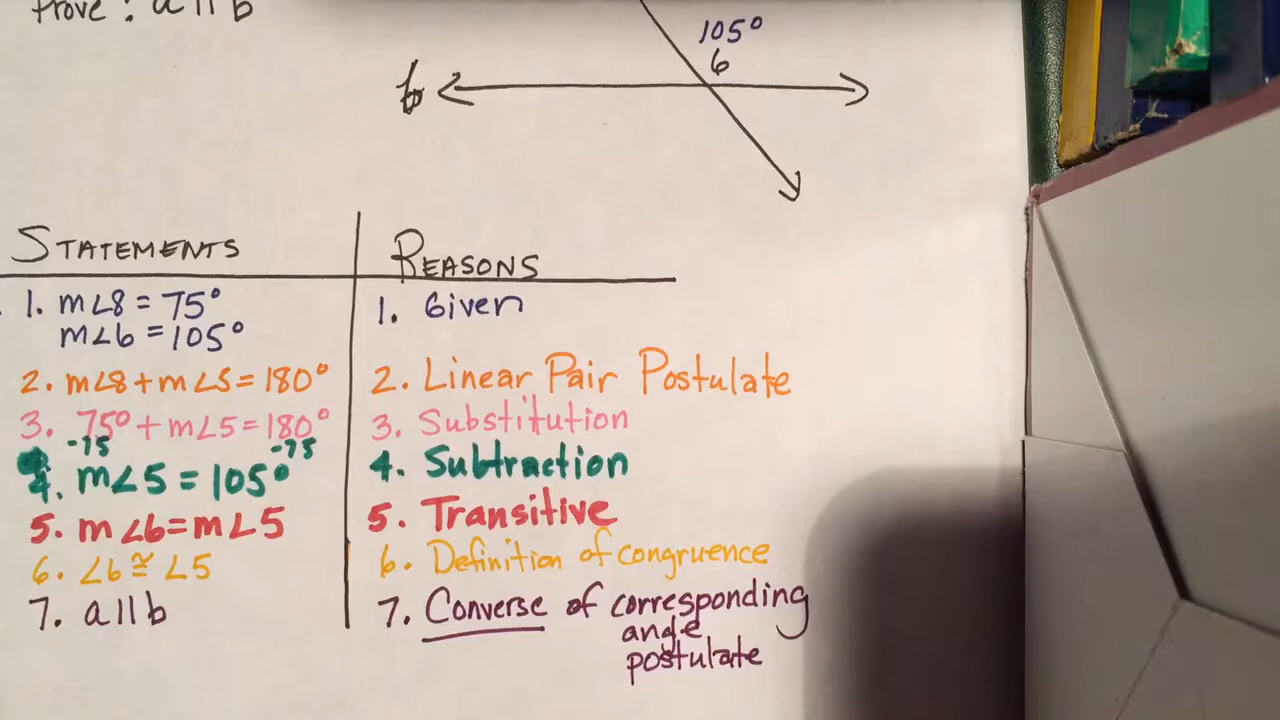 Prove : a || b
105°
6
b
STATEMENTS
REASONS
1. m∠8 = 75°
m∠6 = 105°
1. Given
2. m∠8 + m∠5 = 180°
2. Linear Pair Postulate
3. 75° + m∠5 = 180°
3. Substitution
-75 -75
4. m∠5 = 105°
4. Subtraction
5. m∠6 = m∠5
5. Transitive
6. ∠6 ≅ ∠5
6. Definition of congruence
7. a || b
7. Converse of corresponding
angle
postulate